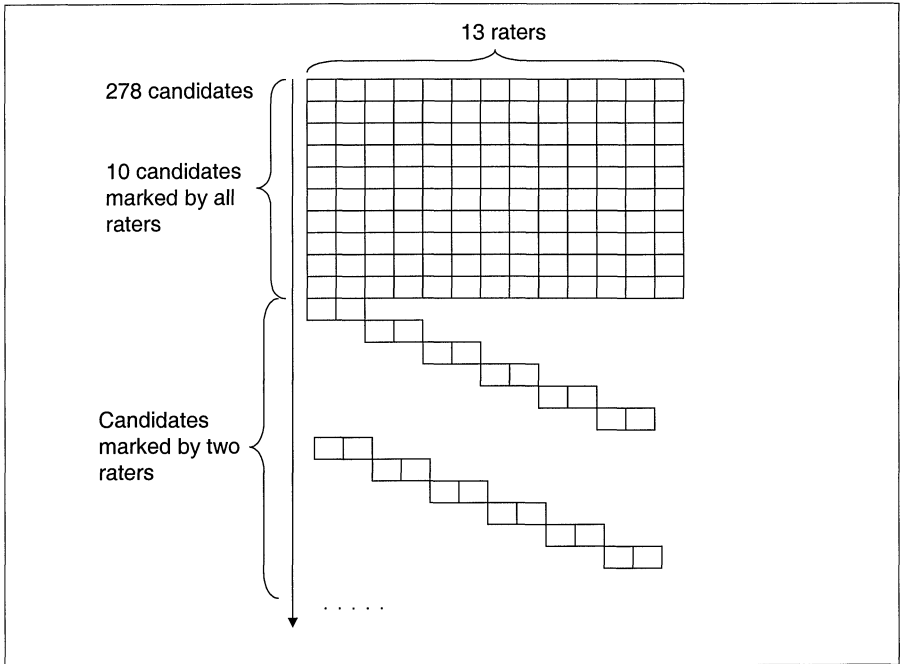 13 raters
278 candidates
10 candidates
marked by all
raters
Candidates
marked by two
raters
. . . . .